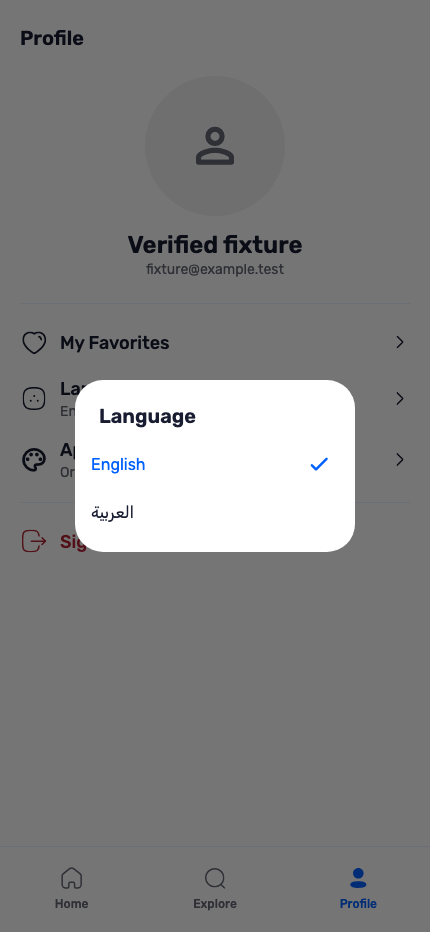 Profile
Verified fixture
fixture@example.test
My Favorites
Language
English
العربية
Home
Explore
Profile